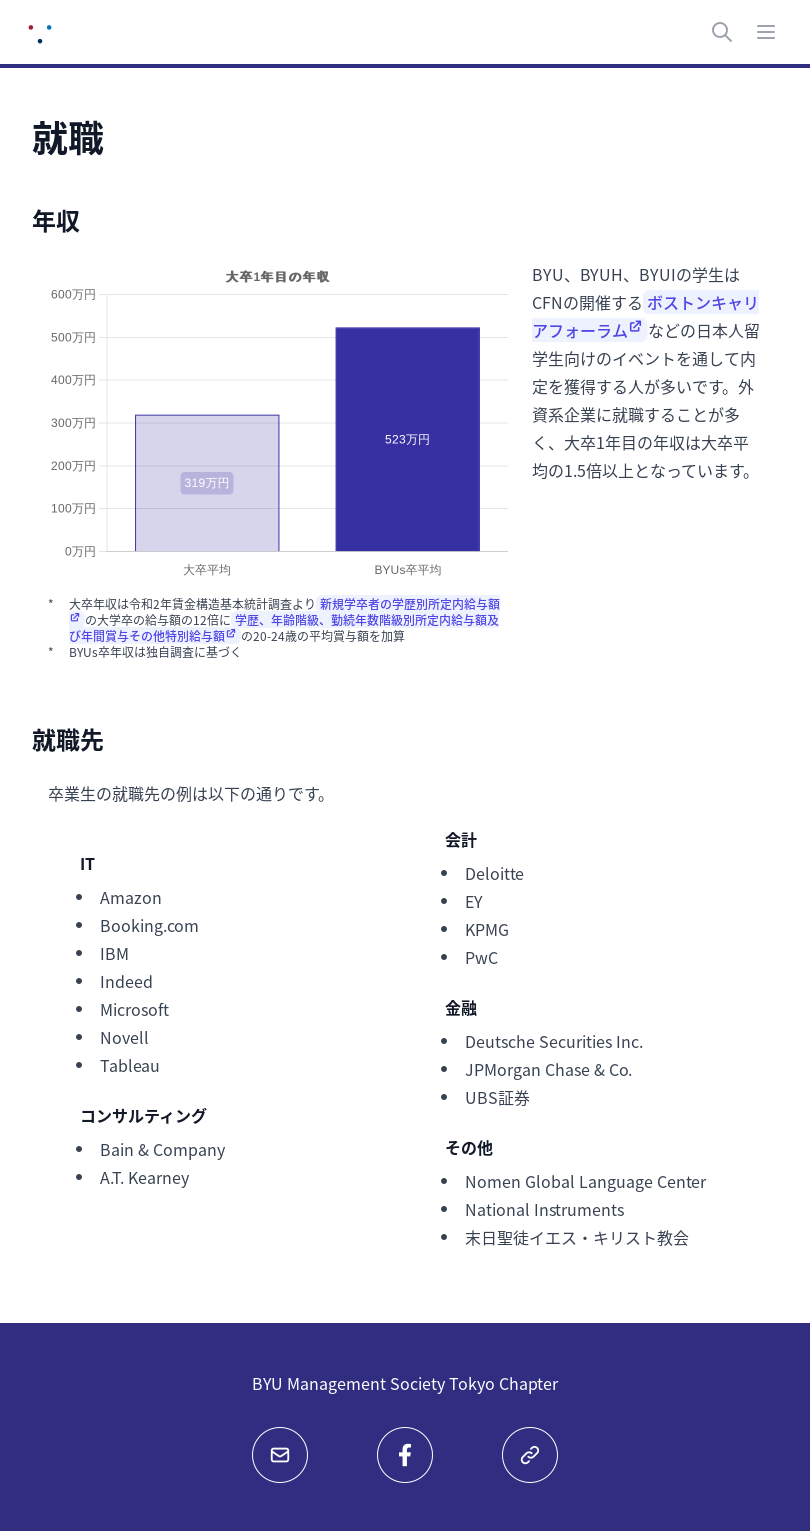 就職
年収
大卒1年目の年収
600万円
500万円
400万円
300万円
200万円
100万円
0万円
319万円
523万円
大卒平均
BYUs卒平均
* 大卒年収は令和2年賃金構造基本統計調査より 新規学卒者の学歴別所定内給与額
の大学卒の給与額の12倍に 学歴、年齢階級、勤続年数階級別所定内給与額及
び年間賞与その他特別給与額 の20-24歳の平均賞与額を加算
* BYUs卒年収は独自調査に基づく
BYU、BYUH、BYUIの学生は
CFNの開催する ボストンキャリ
アフォーラム などの日本人留
学生向けのイベントを通して内
定を獲得する人が多いです。外
資系企業に就職することが多
く、大卒1年目の年収は大卒平
均の1.5倍以上となっています。
就職先
卒業生の就職先の例は以下の通りです。
IT
• Amazon
• Booking.com
• IBM
• Indeed
• Microsoft
• Novell
• Tableau
コンサルティング
• Bain & Company
• A.T. Kearney
会計
• Deloitte
• EY
• KPMG
• PwC
金融
• Deutsche Securities Inc.
• JPMorgan Chase & Co.
• UBS証券
その他
• Nomen Global Language Center
• National Instruments
• 末日聖徒イエス・キリスト教会
BYU Management Society Tokyo Chapter